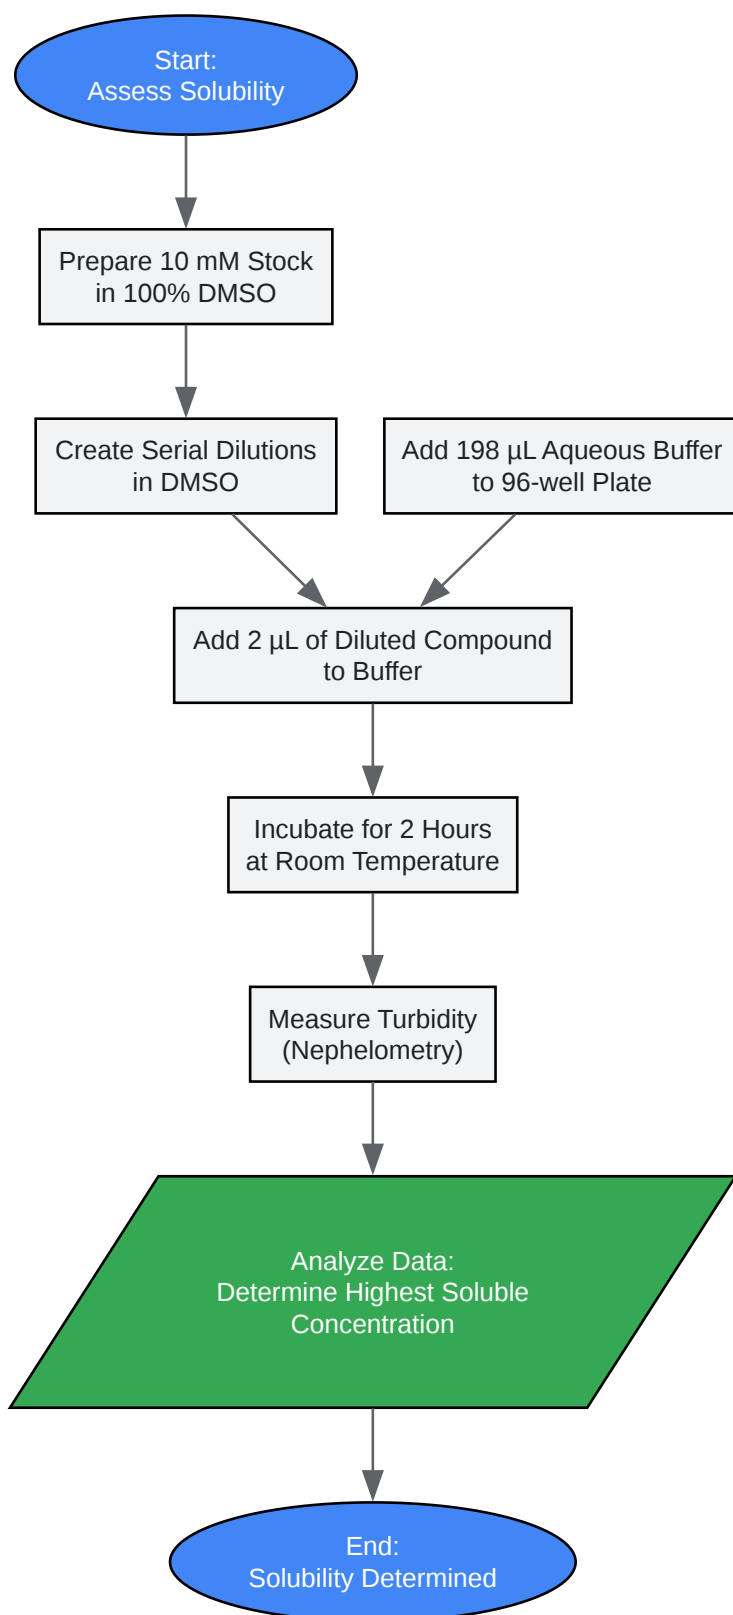 Start:
Assess Solubility
Prepare 10 mM Stock
in 100% DMSO
Create Serial Dilutions
in DMSO
Add 198 µL Aqueous Buffer
to 96-well Plate
Add 2 µL of Diluted Compound
to Buffer
Incubate for 2 Hours
at Room Temperature
Measure Turbidity
(Nephelometry)
Analyze Data:
Determine Highest Soluble
Concentration
End:
Solubility Determined